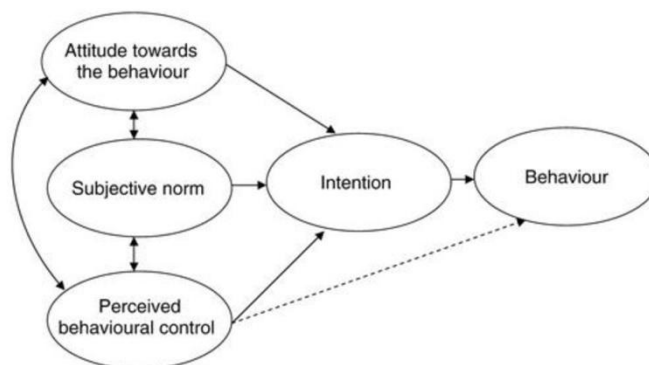 Attitude towards
the behaviour
Subjective norm
Intention
Behaviour
Perceived
behavioural control